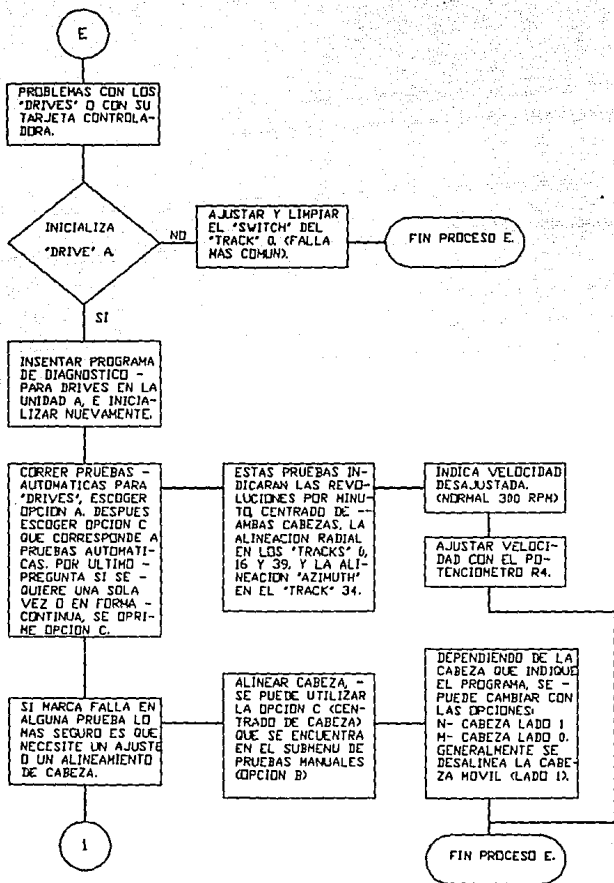 E
PROBLEMAS CON LOS
"DRIVES" O CON SU
TARJETA CONTROLA-
DORA.
INICIALIZA
"DRIVE" A.
NO
AJUSTAR Y LIMPIAR
EL "SWITCH" DEL
"TRACK" 0. (FALLA
MAS COMUN).
FIN PROCESO E.
SI
INSENTAR PROGRAMA
DE DIAGNOSTICO -
PARA DRIVES EN LA
UNIDAD A, E INICIA-
LIZAR NUEVAMENTE.
CORRER PRUEBAS -
AUTOMATICAS PARA
"DRIVES", ESCOGER
OPCION A. DESPUES
ESCOGER OPCION C
QUE CORRESPONDE A
PRUEBAS AUTOMATI-
CAS. POR ULTIMO -
PREGUNTA SI SE -
QUIERE UNA SOLA
VEZ O EN FORMA -
CONTINUA, SE OPRI-
ME OPCION C.
ESTAS PRUEBAS IN-
DICARAN LAS REVO-
LUCIONES POR MINU-
TO, CENTRADO DE --
AMBAS CABEZAS, LA
ALINEACION RADIAL
EN LOS "TRACKS" 0,
16 Y 39, Y LA ALI-
NEACION "AZIMUTH"
EN EL "TRACK" 34.
INDICA VELOCIDAD
DESAJUSTADA.
(NORMAL 300 RPM)
AJUSTAR VELOCI-
DAD CON EL PO-
TENCIOMETRO R4.
SI MARCA FALLA EN
ALGUNA PRUEBA LO
MAS SEGURO ES QUE
NECESITE UN AJUSTE
O UN ALINEAMIENTO
DE CABEZA.
ALINEAR CABEZA, -
SE PUEDE UTILIZAR
LA OPCION C (CEN-
TRADO DE CABEZA)
QUE SE ENCUENTRA
EN EL SUBMENU DE
PRUEBAS MANUALES
(OPCION B)
DEPENDIENDO DE LA
CABEZA QUE INDIQUE
EL PROGRAMA, SE -
PUEDE CAMBIAR CON
LAS OPCIONES:
N- CABEZA LADO 1
M- CABEZA LADO 0.
GENERALMENTE SE
DESALINEA LA CABE-
ZA MOVIL (LADO 1).
1
FIN PROCESO E.